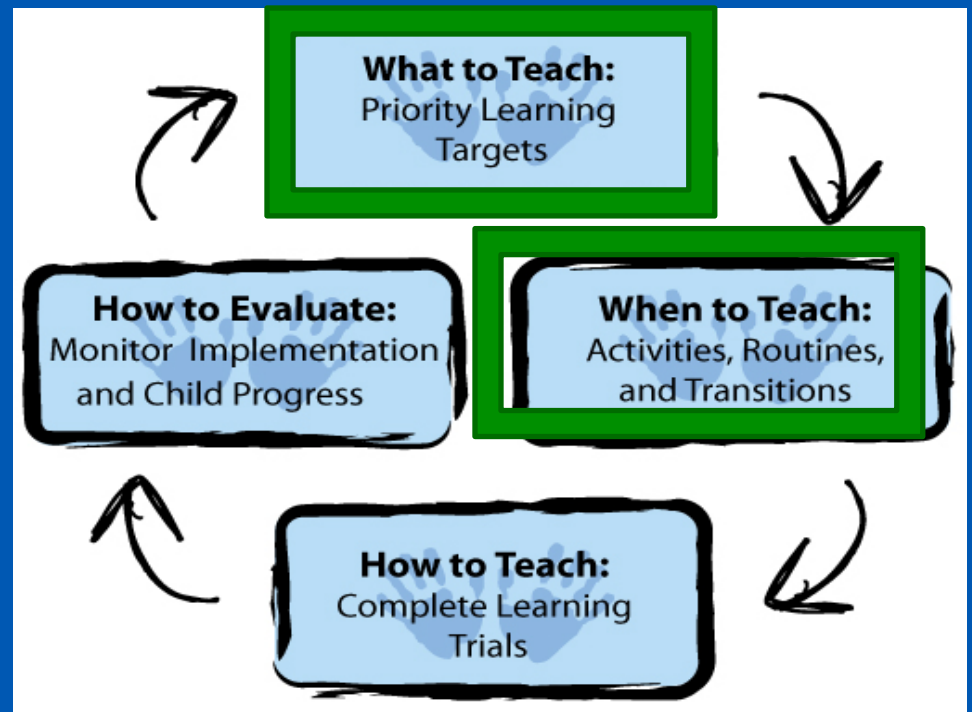 What to Teach:
Priority Learning
Targets
When to Teach:
Activities, Routines,
and Transitions
How to Teach:
Complete Learning
Trials
How to Evaluate:
Monitor Implementation
and Child Progress